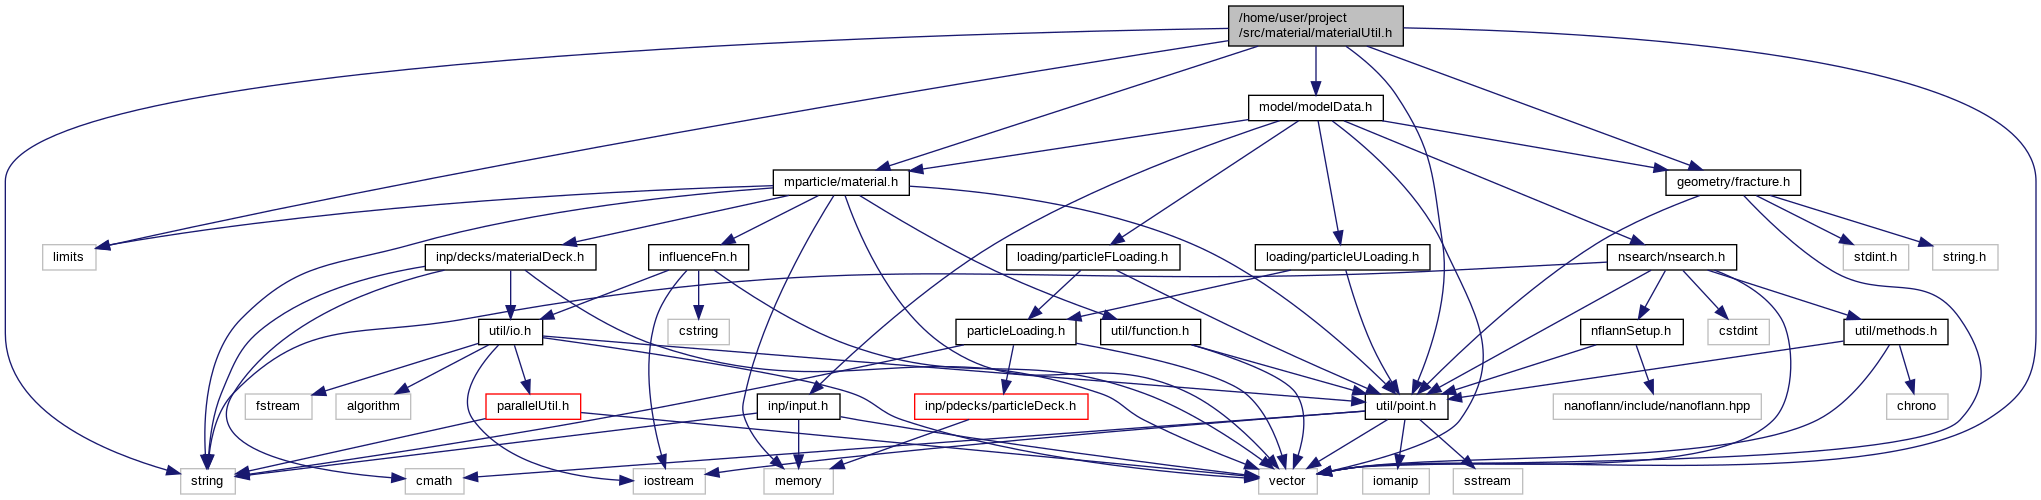 /home/user/project
/src/material/materialUtil.h
model/modelData.h
mparticle/material.h
geometry/fracture.h
limits
inp/decks/materialDeck.h
influenceFn.h
loading/particleFLoading.h
loading/particleULoading.h
nsearch/nsearch.h
stdint.h
string.h
util/io.h
cstring
particleLoading.h
util/function.h
nflannSetup.h
cstdint
util/methods.h
fstream
algorithm
parallelUtil.h
inp/input.h
inp/pdecks/particleDeck.h
util/point.h
nanoflann/include/nanoflann.hpp
chrono
string
cmath
iostream
memory
vector
iomanip
sstream